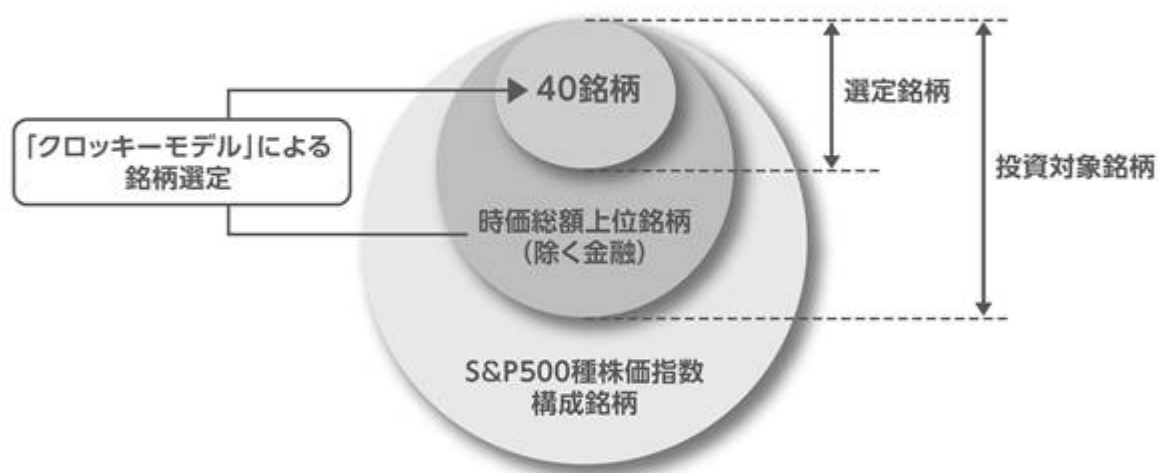 40銘柄
選定銘柄
「クロッキーモデル」による
銘柄選定
投資対象銘柄
時価総額上位銘柄
(除く金融)
S&P500種株価指数
構成銘柄